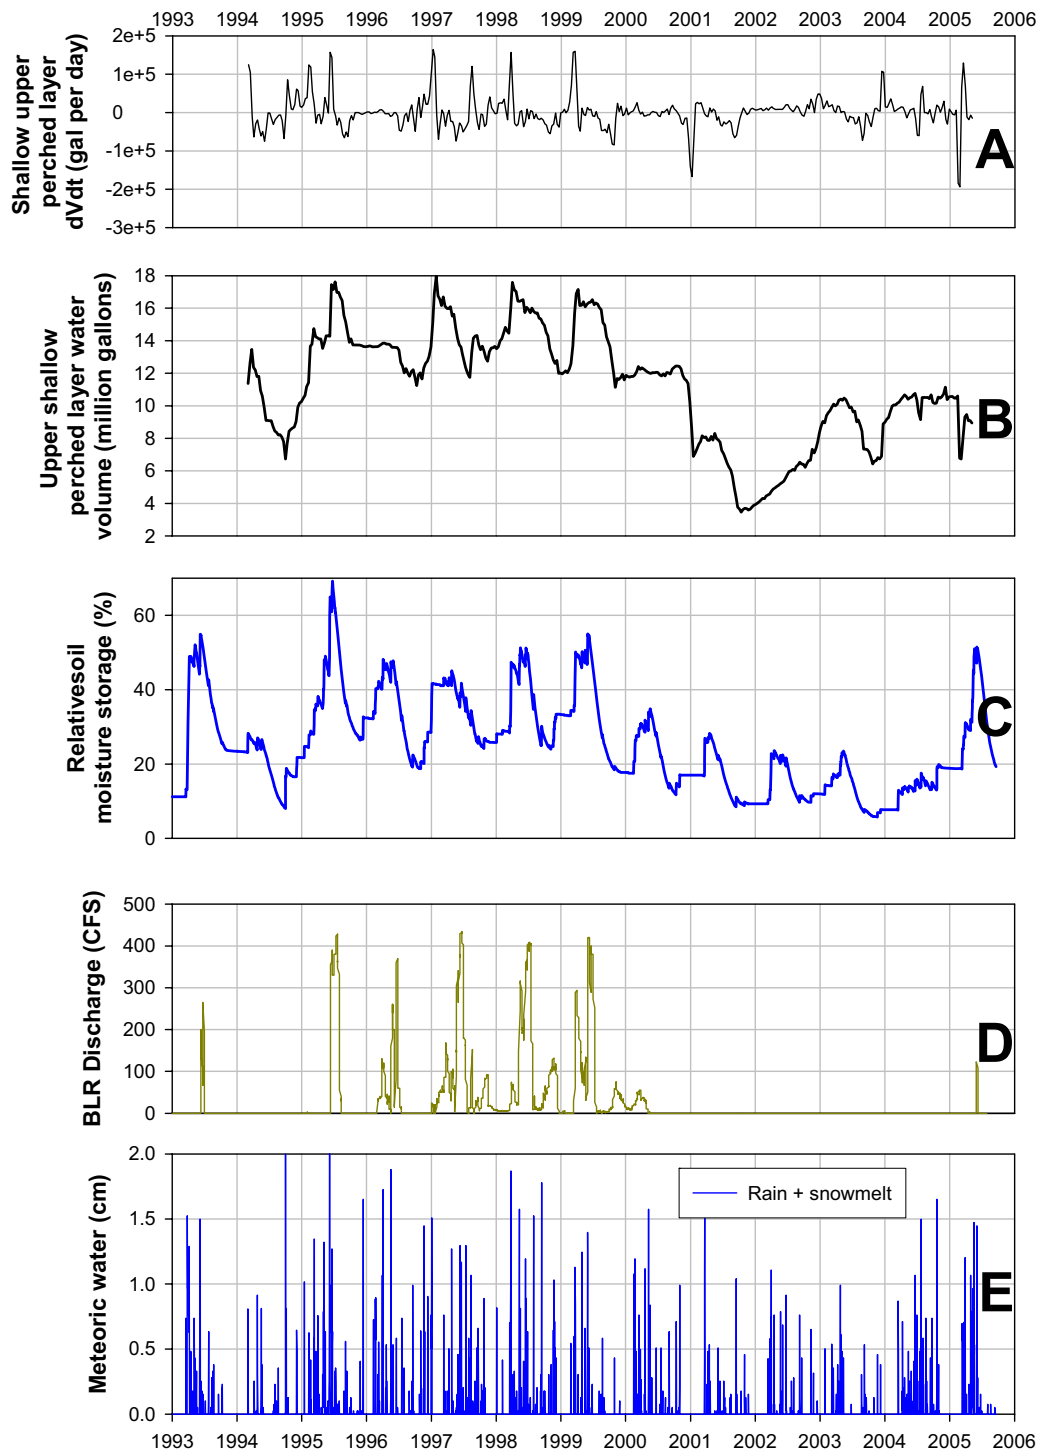 1993 1994 1995 1996 1997 1998 1999 2000 2001 2002 2003 2004 2005 2006
Shallow upper
perched layer
dVdt (gal per day)
2e+5
1e+5
0
-1e+5
-2e+5
-3e+5
A
Upper shallow
perched layer water
volume (million gallons)
18
16
14
12
10
8
6
4
2
B
Relativesoil
moisture storage (%)
60
40
20
0
C
BLR Discharge (CFS)
500
400
300
200
100
0
D
Meteoric water (cm)
2.0
1.5
1.0
0.5
0.0
Rain + snowmelt
E
1993 1994 1995 1996 1997 1998 1999 2000 2001 2002 2003 2004 2005 2006